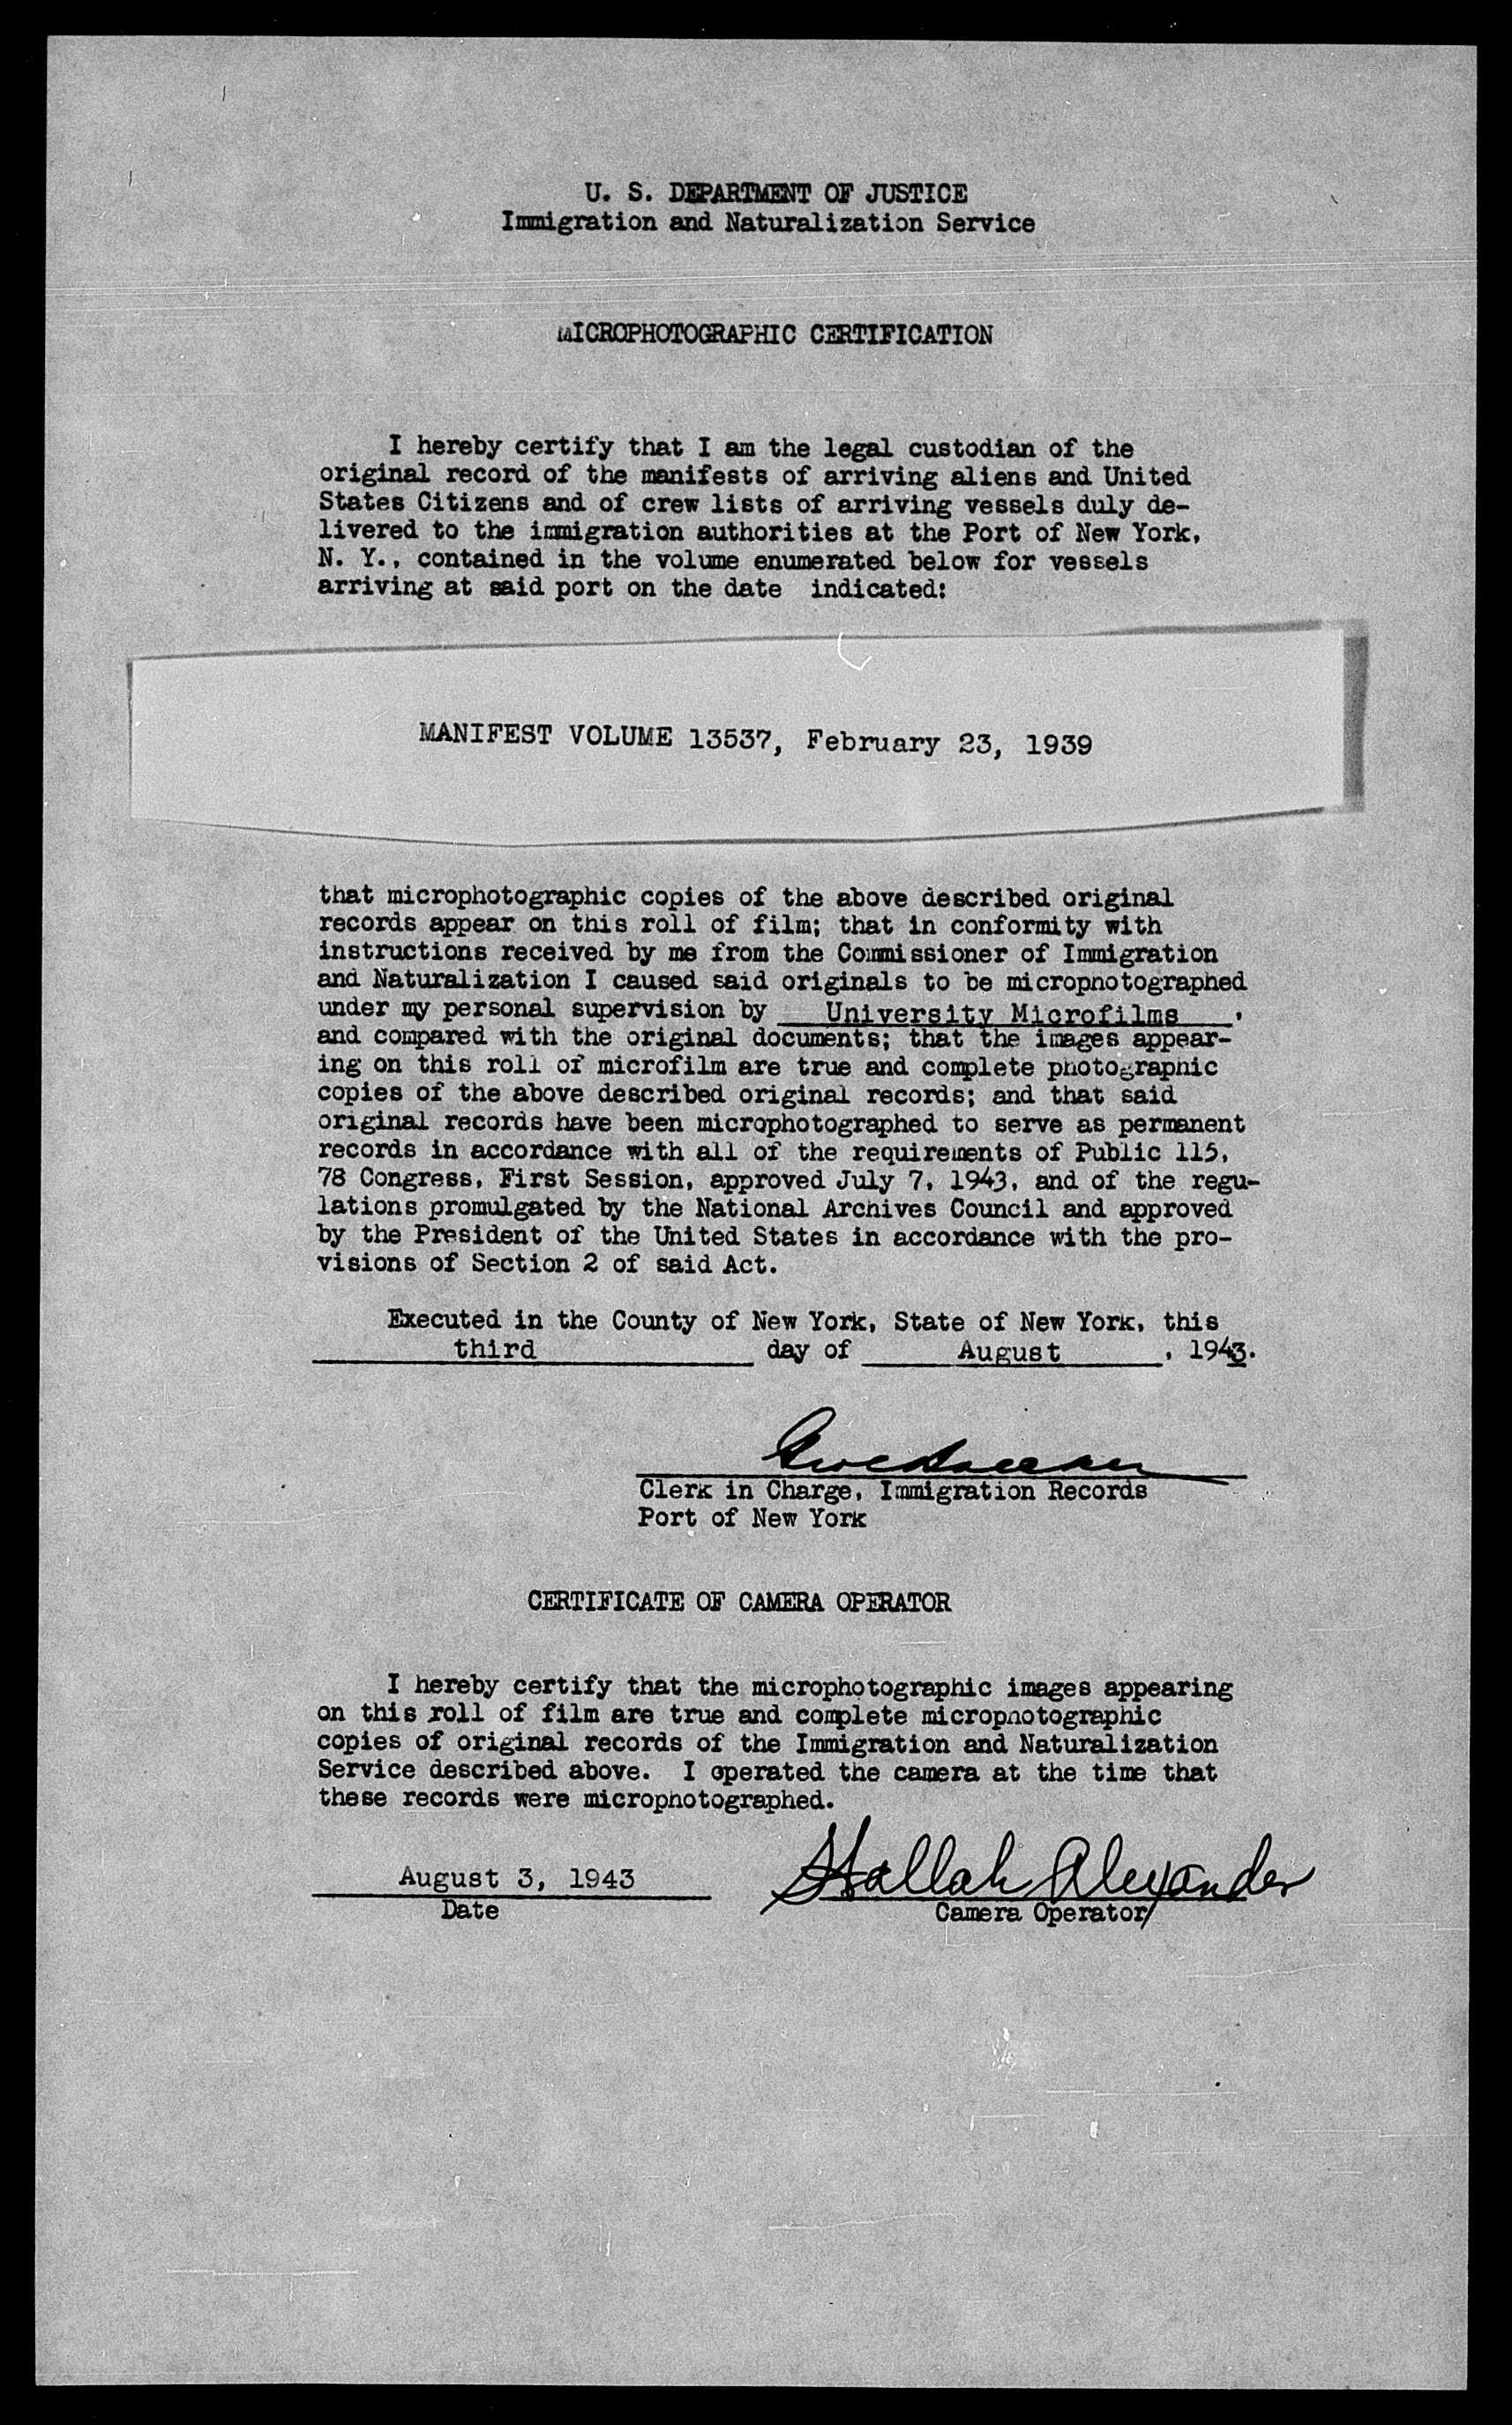 U. S. DEPARTMENT OF JUSTICE
Immigration and Naturalization Service
MICROPHOTOGRAPHIC CERTIFICATION
I hereby certify that I am the legal custodian of the
original record of the manifests of arriving aliens and United
States Citizens and of crew lists of arriving vessels duly de-
livered to the immigration authorities at the Port of New York,
N. Y., contained in the volume enumerated below for vessels
arriving at said port on the date indicated:
MANIFEST VOLUME 13537, February 23, 1939
that microphotographic copies of the above described original
records appear on this roll of film; that in conformity with
instructions received by me from the Commissioner of Immigration
and Naturalization I caused said originals to be microphotographed
under my personal supervision by University Microfilms ,
and compared with the original documents; that the images appear-
ing on this roll of microfilm are true and complete photographic
copies of the above described original records; and that said
original records have been microphotographed to serve as permanent
records in accordance with all of the requirements of Public 115,
78 Congress, First Session, approved July 7, 1943, and of the regu-
lations promulgated by the National Archives Council and approved
by the President of the United States in accordance with the pro-
visions of Section 2 of said Act.
Executed in the County of New York, State of New York, this
third day of August , 1943.
Clerk in Charge, Immigration Records
Port of New York
CERTIFICATE OF CAMERA OPERATOR
I hereby certify that the microphotographic images appearing
on this roll of film are true and complete microphotographic
copies of original records of the Immigration and Naturalization
Service described above. I operated the camera at the time that
these records were microphotographed.
August 3, 1943 Hallah Alexander
Date Camera Operator